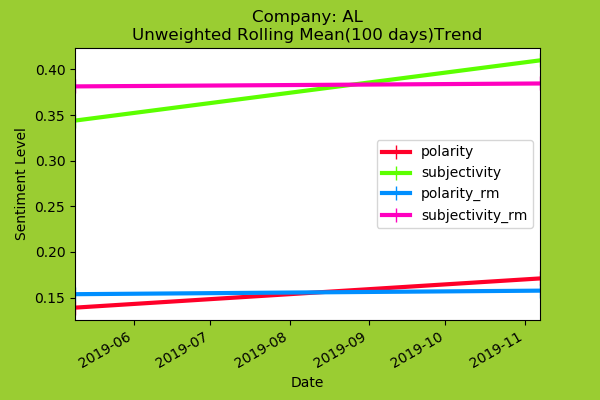 Company: AL
Unweighted Rolling Mean(100 days)Trend
Sentiment Level
0.40
0.35
0.30
0.25
0.20
0.15
polarity
subjectivity
polarity_rm
subjectivity_rm
2019-06
2019-07
2019-08
2019-09
2019-10
2019-11
Date